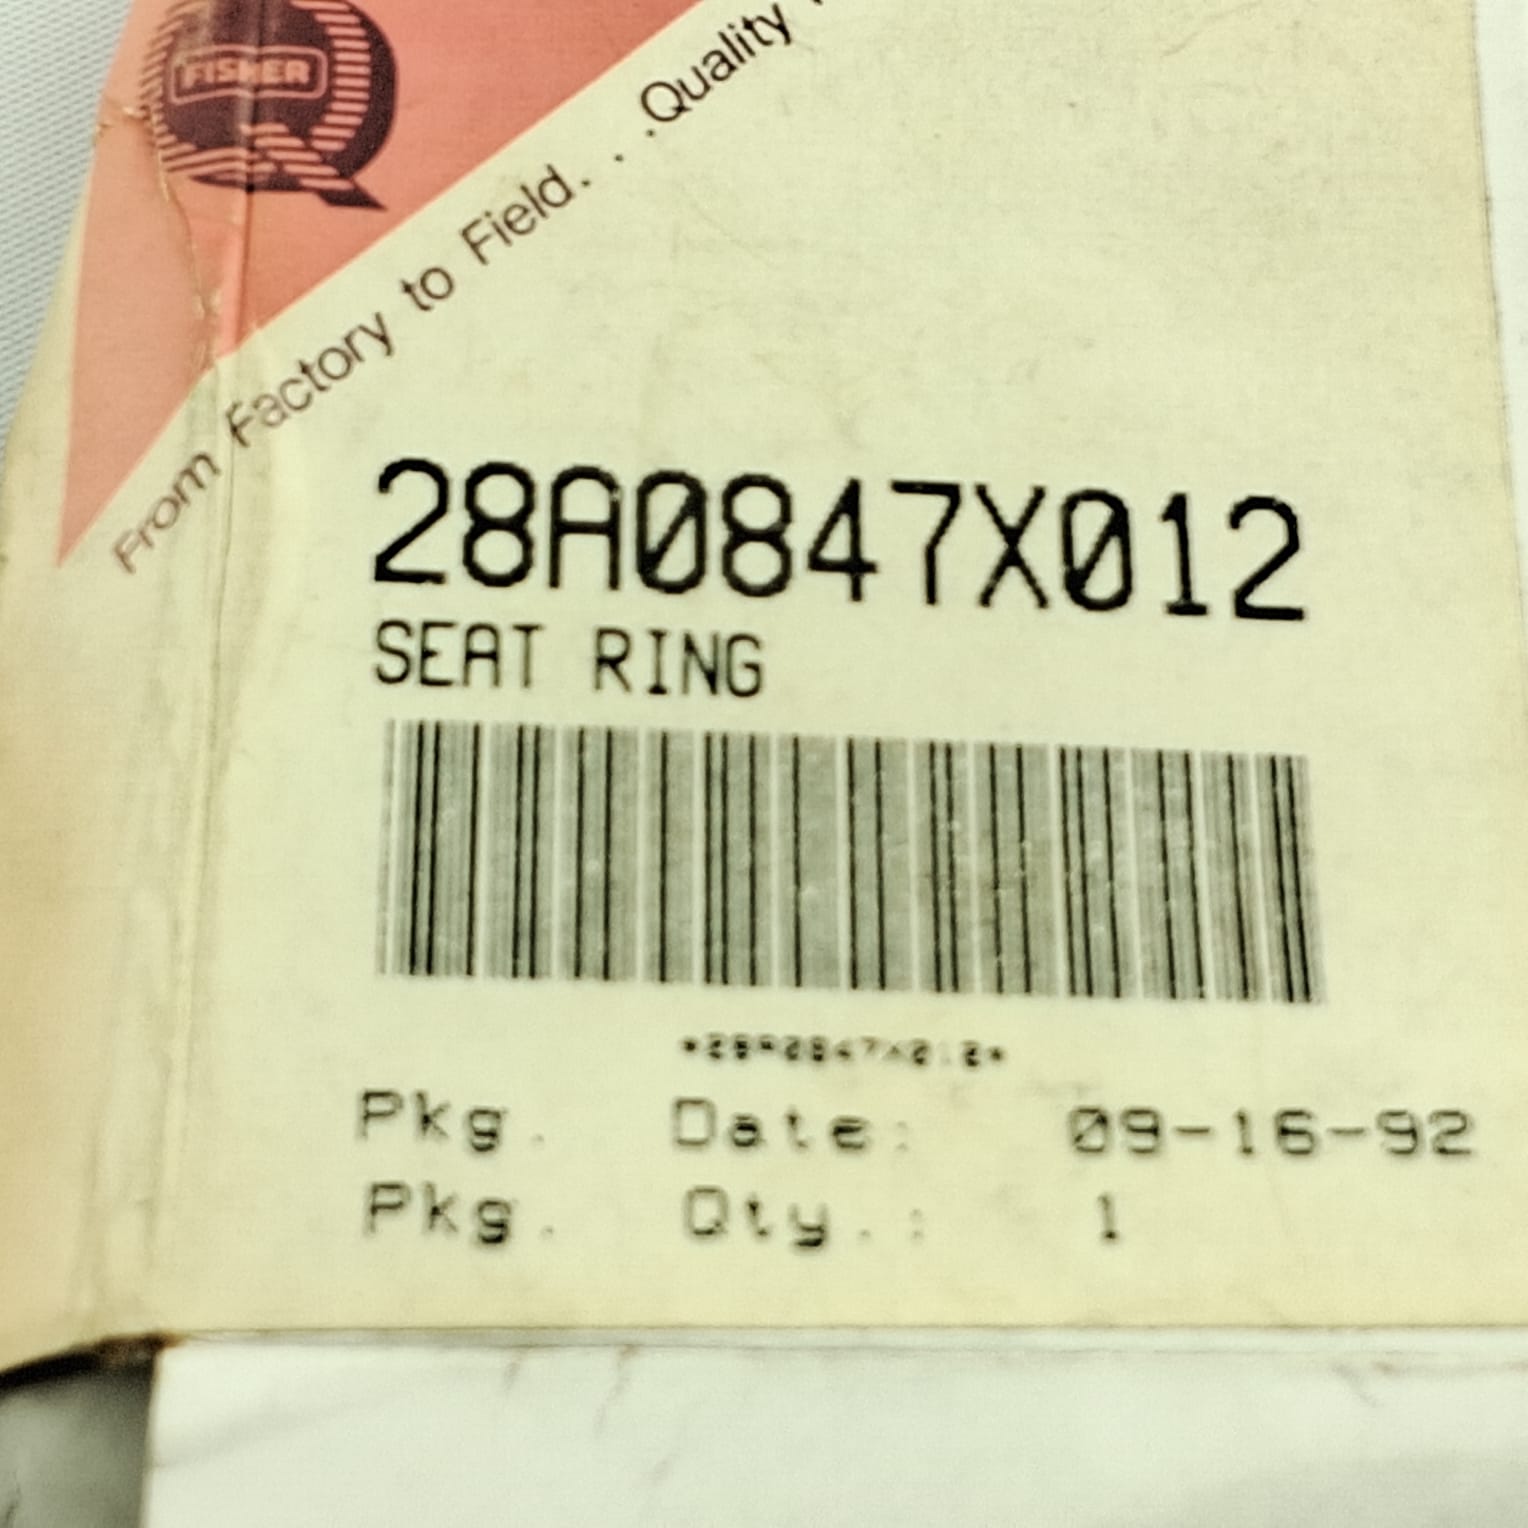 FISHER
From Factory to Field. . .Quality
28A0847X012
SEAT RING
*28A0847X012*
Pkg. Date: 09-16-92
Pkg. Qty.: 1